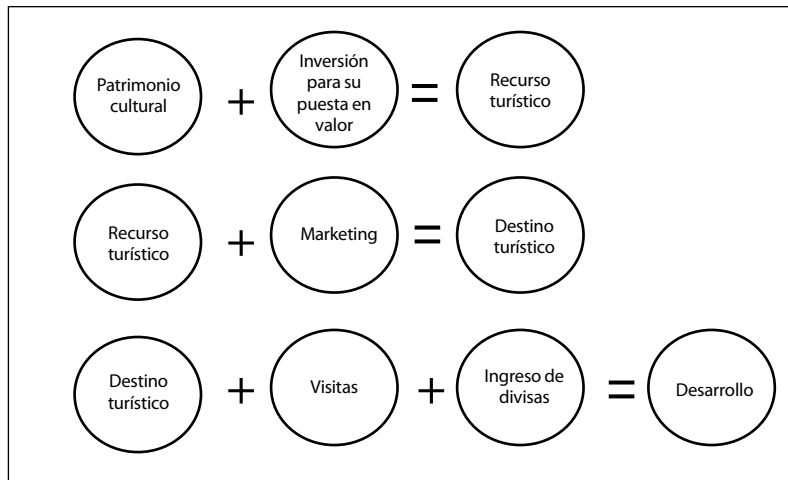 Patrimonio
cultural
+
Inversión
para su
puesta en
valor
=
Recurso
turístico
Recurso
turístico
+
Marketing
=
Destino
turístico
Destino
turístico
+
Visitas
+
Ingreso de
divisas
=
Desarrollo